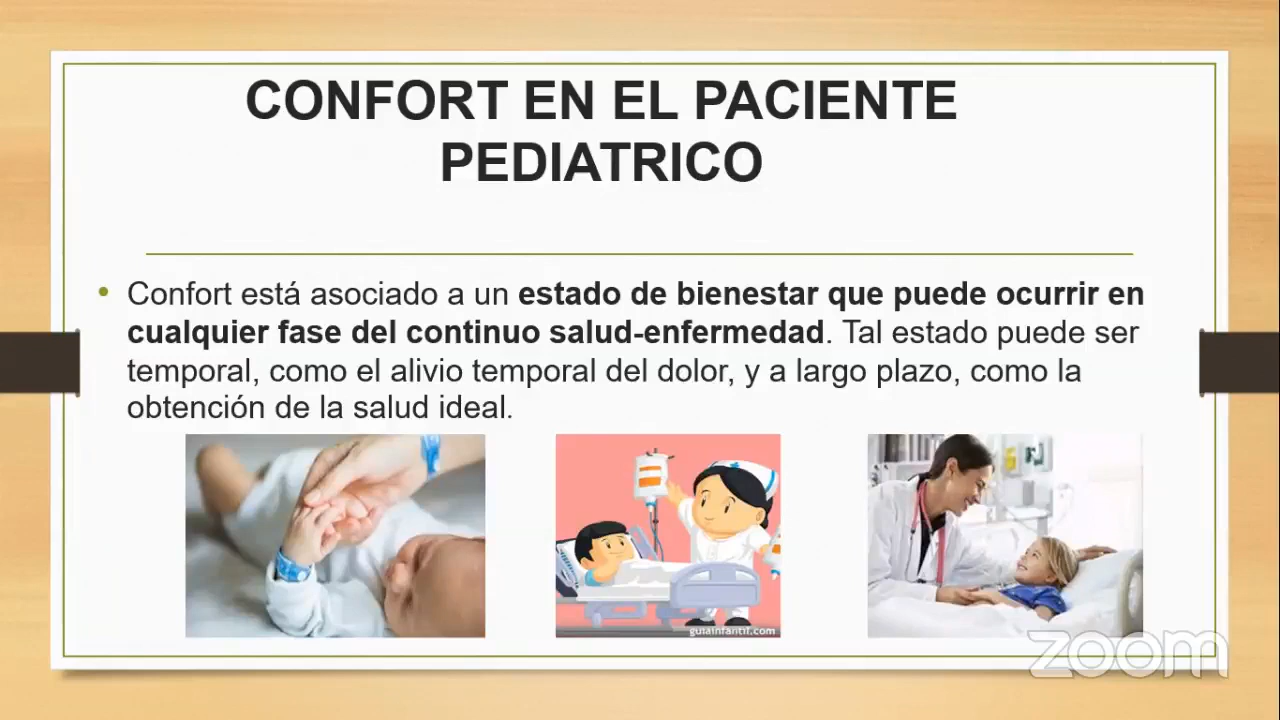 CONFORT EN EL PACIENTE
PEDIATRICO
• Confort está asociado a un estado de bienestar que puede ocurrir en
cualquier fase del continuo salud-enfermedad. Tal estado puede ser
temporal, como el alivio temporal del dolor, y a largo plazo, como la
obtención de la salud ideal.
guiainfantil.com
zoom